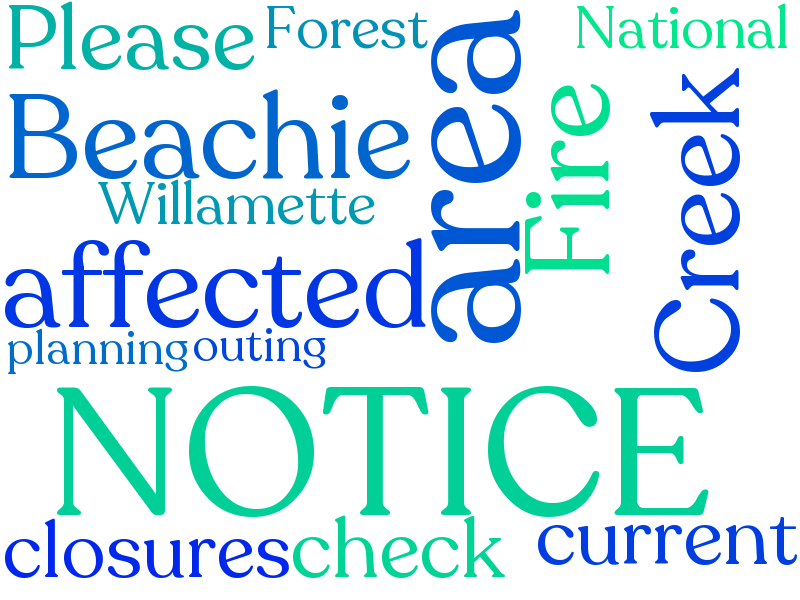 Please
Forest
National
Beachie
area
Fire
Creek
Willamette
affected
planning
outing
NOTICE
closures
check
current